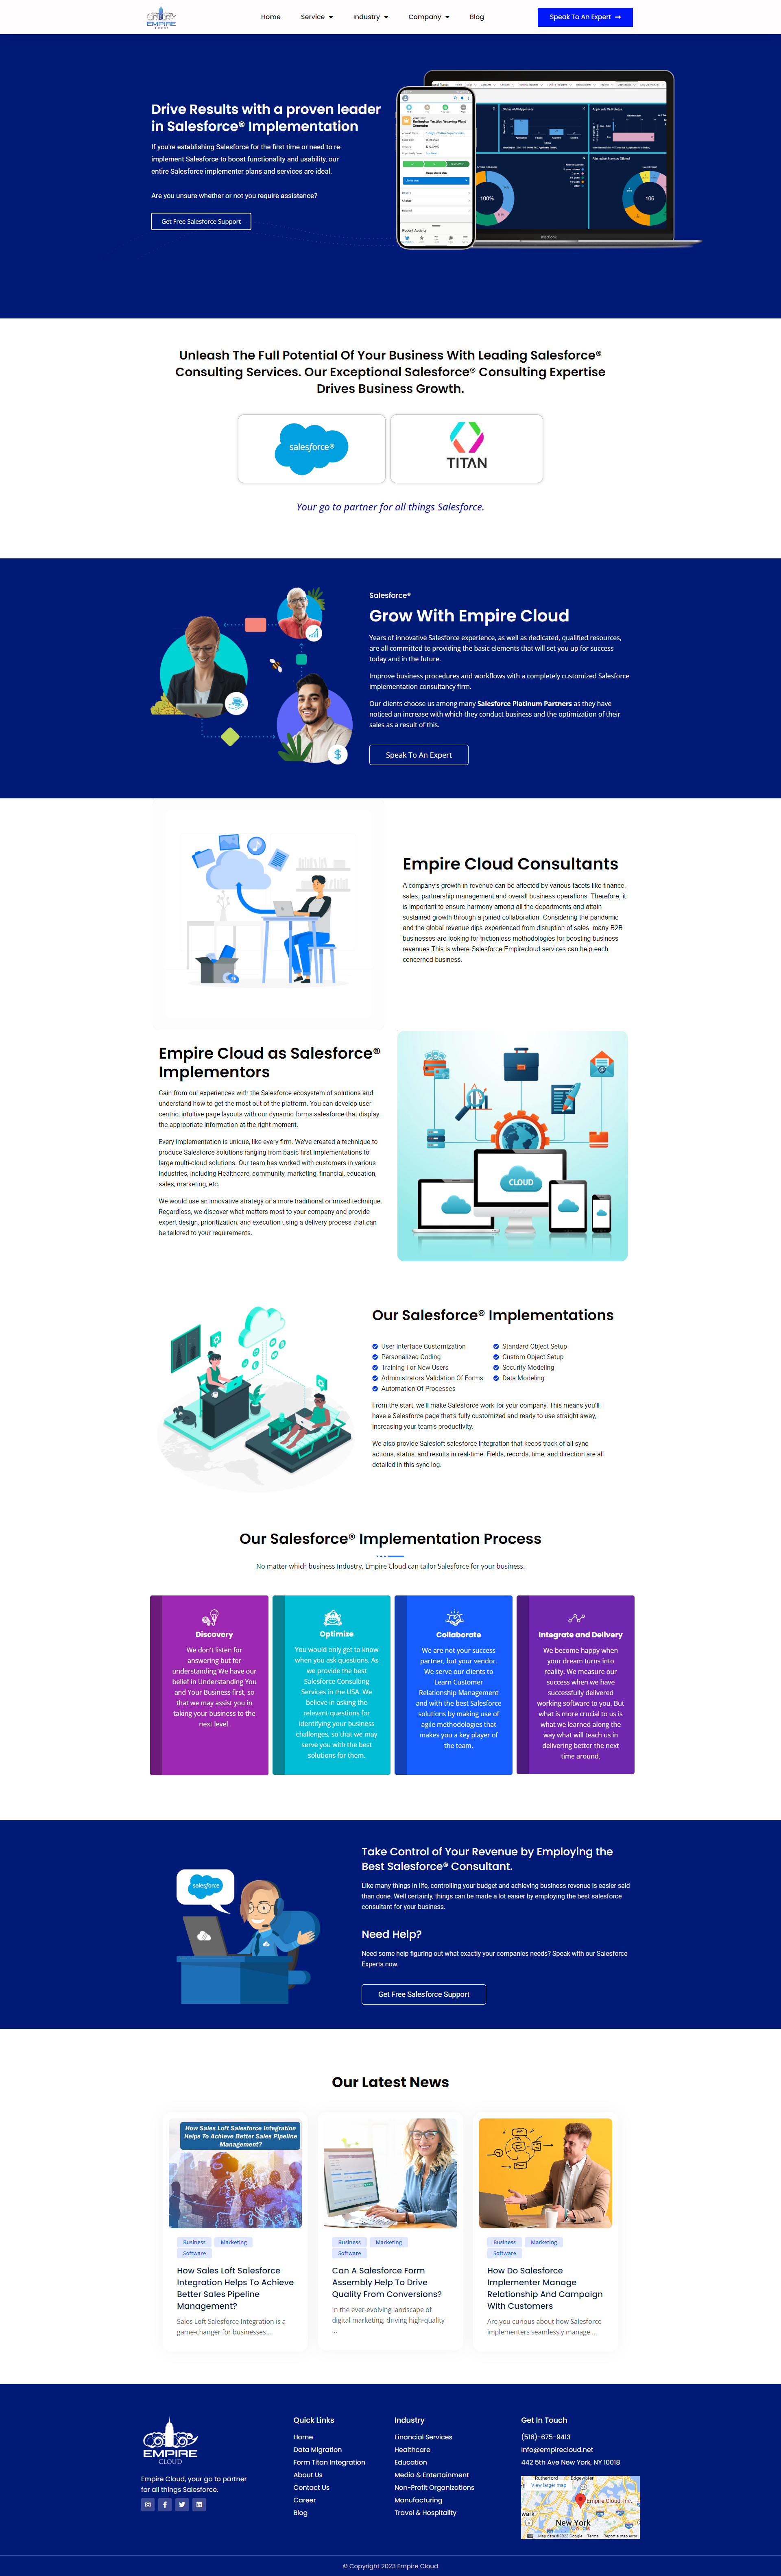 EMPIRE
CLOUD
Home
Service
Industry
Company
Blog
Speak To An Expert
Drive Results with a proven leader
in Salesforce® Implementation
If you're establishing Salesforce for the first time or need to re-
implement Salesforce to boost functionality and usability, our
entire Salesforce implementer plans and services are ideal.
Are you unsure whether or not you require assistance?
Get Free Salesforce Support
100%
106
Unleash The Full Potential Of Your Business With Leading Salesforce®
Consulting Services. Our Exceptional Salesforce® Consulting Expertise
Drives Business Growth.
salesforce®
TITAN
Your go to partner for all things Salesforce.
Salesforce®
Grow With Empire Cloud
Years of innovative Salesforce experience, as well as dedicated, qualified resources,
are all committed to providing the basic elements that will set you up for success
today and in the future.
Improve business procedures and workflows with a completely customized Salesforce
implementation consultancy firm.
Our clients choose us among many Salesforce Platinum Partners as they have
noticed an increase with which they conduct business and the optimization of their
sales as a result of this.
Speak To An Expert
Empire Cloud Consultants
A company's growth in revenue can be affected by various facets like finance,
sales, partnership management and overall business operations. Therefore, it
is important to ensure harmony among all the departments and attain
sustained growth through a joined collaboration. Considering the pandemic
and the global revenue dips experienced from disruption of sales, many B2B
businesses are looking for frictionless methodologies for boosting business
revenues.This is where Salesforce Empirecloud services can help each
concerned business.
Empire Cloud as Salesforce®
Implementors
Gain from our experiences with the Salesforce ecosystem of solutions and
understand how to get the most out of the platform. You can develop user-
centric, intuitive page layouts with our dynamic forms salesforce that display
the appropriate information at the right moment.
Every implementation is unique, like every firm. We've created a technique to
produce Salesforce solutions ranging from basic first implementations to
large multi-cloud solutions. Our team has worked with customers in various
industries, including Healthcare, community, marketing, financial, education,
sales, marketing, etc.
We would use an innovative strategy or a more traditional or mixed technique.
Regardless, we discover what matters most to your company and provide
expert design, prioritization, and execution using a delivery process that can
be tailored to your requirements.
CLOUD
Our Salesforce® Implementations
User Interface Customization
Personalized Coding
Training For New Users
Administrators Validation Of Forms
Automation Of Processes
Standard Object Setup
Custom Object Setup
Security Modeling
Data Modeling
From the start, we'll make Salesforce work for your company. This means you'll
have a Salesforce page that's fully customized and ready to use straight away,
increasing your team's productivity.
We also provide Salesloft salesforce integration that keeps track of all sync
actions, status, and results in real-time. Fields, records, time, and direction are all
detailed in this sync log.
Our Salesforce® Implementation Process
No matter which business Industry, Empire Cloud can tailor Salesforce for your business.
Discovery
We don't listen for
answering but for
understanding We have our
belief in Understanding You
and Your Business first, so
that we may assist you in
taking your business to the
next level.
Optimize
You would only get to know
when you ask questions. As
we provide the best
Salesforce Consulting
Services in the USA. We
believe in asking the
relevant questions for
identifying your business
challenges, so that we may
serve you with the best
solutions for them.
Collaborate
We are not your success
partner, but your vendor.
We serve our clients to
Learn Customer
Relationship Management
and with the best Salesforce
solutions by making use of
agile methodologies that
makes you a key player of
the team.
Integrate and Delivery
We become happy when
your dream turns into
reality. We measure our
success when we have
successfully delivered
working software to you. But
what is more crucial to us is
what we learned along the
way what will teach us in
delivering better the next
time around.
salesforce
Take Control of Your Revenue by Employing the
Best Salesforce® Consultant.
Like many things in life, controlling your budget and achieving business revenue is easier said
than done. Well certainly, things can be made a lot easier by employing the best salesforce
consultant for your business.
Need Help?
Need some help figuring out what exactly your companies needs? Speak with our Salesforce
Experts now.
Get Free Salesforce Support
Our Latest News
How Sales Loft Salesforce Integration
Helps To Achieve Better Sales Pipeline
Management?
Business
Marketing
Software
How Sales Loft Salesforce
Integration Helps To Achieve
Better Sales Pipeline
Management?
Sales Loft Salesforce Integration is a
game-changer for businesses ...
Business
Marketing
Software
Can A Salesforce Form
Assembly Help To Drive
Quality From Conversions?
In the ever-evolving landscape of
digital marketing, driving high-quality
...
Business
Marketing
Software
How Do Salesforce
Implementer Manage
Relationship And Campaign
With Customers
Are you curious about how Salesforce
implementers seamlessly manage ...
EMPIRE
CLOUD
Empire Cloud, your go to partner
for all things Salesforce.
Quick Links
Home
Data Migration
Form Titan Integration
About Us
Contact Us
Career
Blog
Industry
Financial Services
Healthcare
Education
Media & Entertainment
Non-Profit Organizations
Manufacturing
Travel & Hospitality
Get In Touch
(516)-675-9413
Info@empirecloud.net
442 5th Ave New York, NY 10018
Rutherford
Edgewater
View larger map
Empire Cloud, Inc.
wark
New York
Google
Map data ©2023 Google
Terms
Report a map error
© Copyright 2023 Empire Cloud